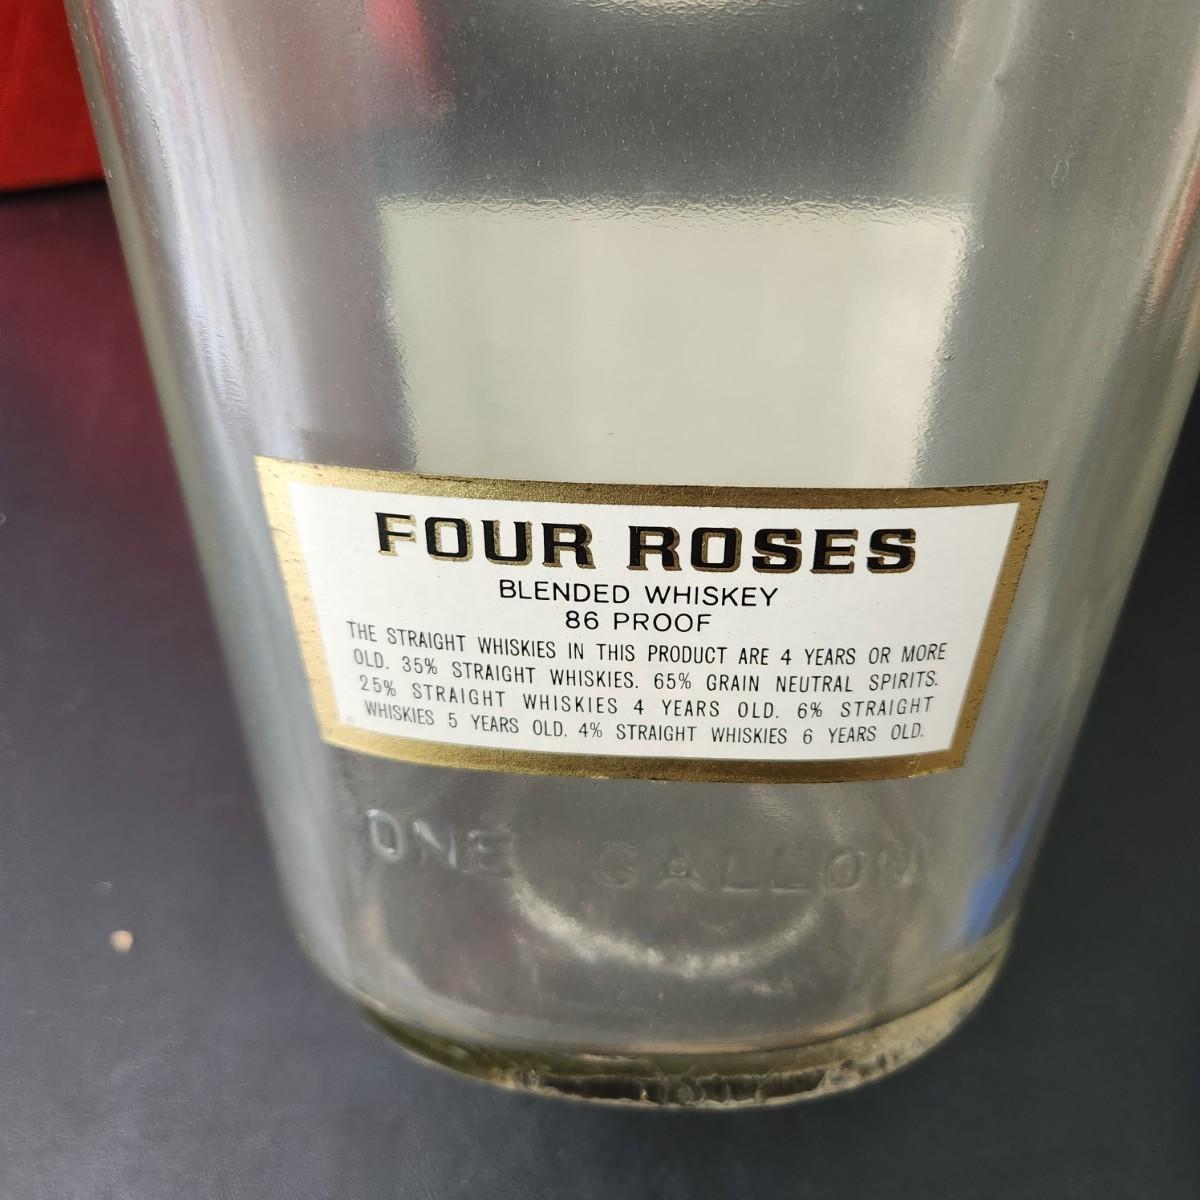 FOUR ROSES
BLENDED WHISKEY
86 PROOF
THE STRAIGHT WHISKIES IN THIS PRODUCT ARE 4 YEARS OR MORE
OLD. 35% STRAIGHT WHISKIES. 65% GRAIN NEUTRAL SPIRITS.
25% STRAIGHT WHISKIES 4 YEARS OLD. 6% STRAIGHT
WHISKIES 5 YEARS OLD. 4% STRAIGHT WHISKIES 6 YEARS OLD.
ONE GALLON